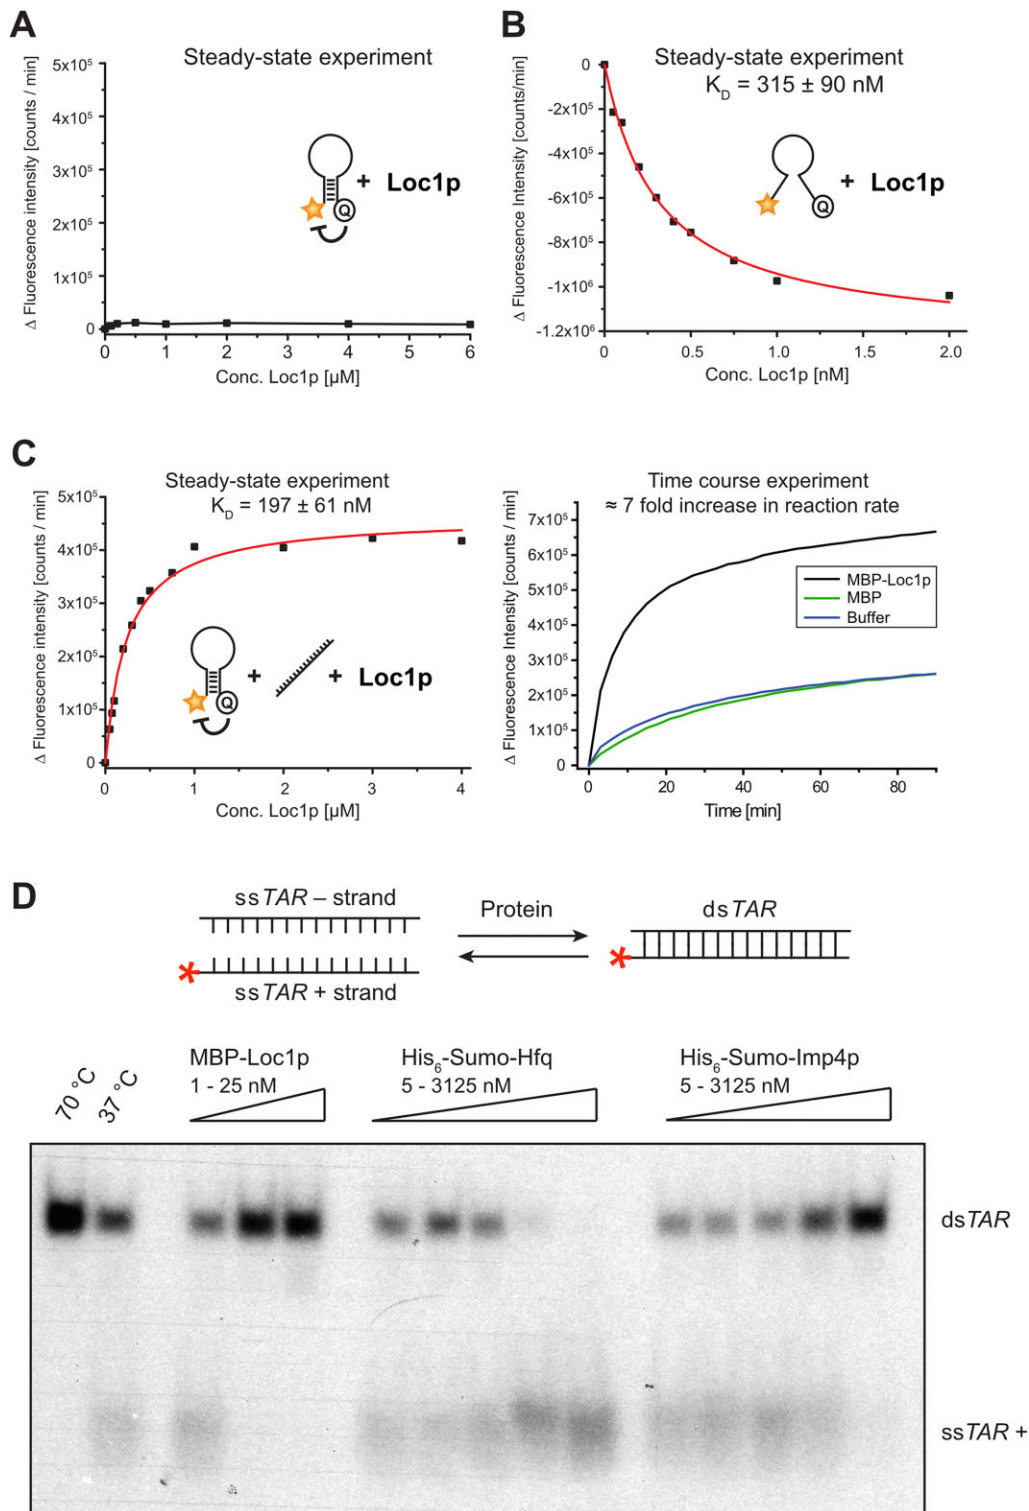 A
Steady-state experiment
Δ Fluorescence intensity [counts / min]
5x10⁵
4x10⁵
3x10⁵
2x10⁵
1x10⁵
0
Q
+ Loc1p
0 1 2 3 4 5 6
Conc. Loc1p [µM]
B
Steady-state experiment
K_D = 315 ± 90 nM
Δ Fluorescence Intensity [counts/min]
0
-2x10⁵
-4x10⁵
-6x10⁵
-8x10⁵
-1x10⁶
-1.2x10⁶
Q
+ Loc1p
0 0.5 1.0 1.5 2.0
Conc. Loc1p [nM]
C
Steady-state experiment
K_D = 197 ± 61 nM
Δ Fluorescence intensity [counts / min]
5x10⁵
4x10⁵
3x10⁵
2x10⁵
1x10⁵
0
Q
+ + Loc1p
0 1 2 3 4
Conc. Loc1p [µM]
Time course experiment
≈ 7 fold increase in reaction rate
Δ Fluorescence Intensity [counts / min]
7x10⁵
6x10⁵
5x10⁵
4x10⁵
3x10⁵
2x10⁵
1x10⁵
0
MBP-Loc1p
MBP
Buffer
0 20 40 60 80
Time [min]
D
ssTAR – strand
ssTAR + strand
Protein
dsTAR
70 °C
37 °C
MBP-Loc1p
1 - 25 nM
His₆-Sumo-Hfq
5 - 3125 nM
His₆-Sumo-Imp4p
5 - 3125 nM
dsTAR
ssTAR +